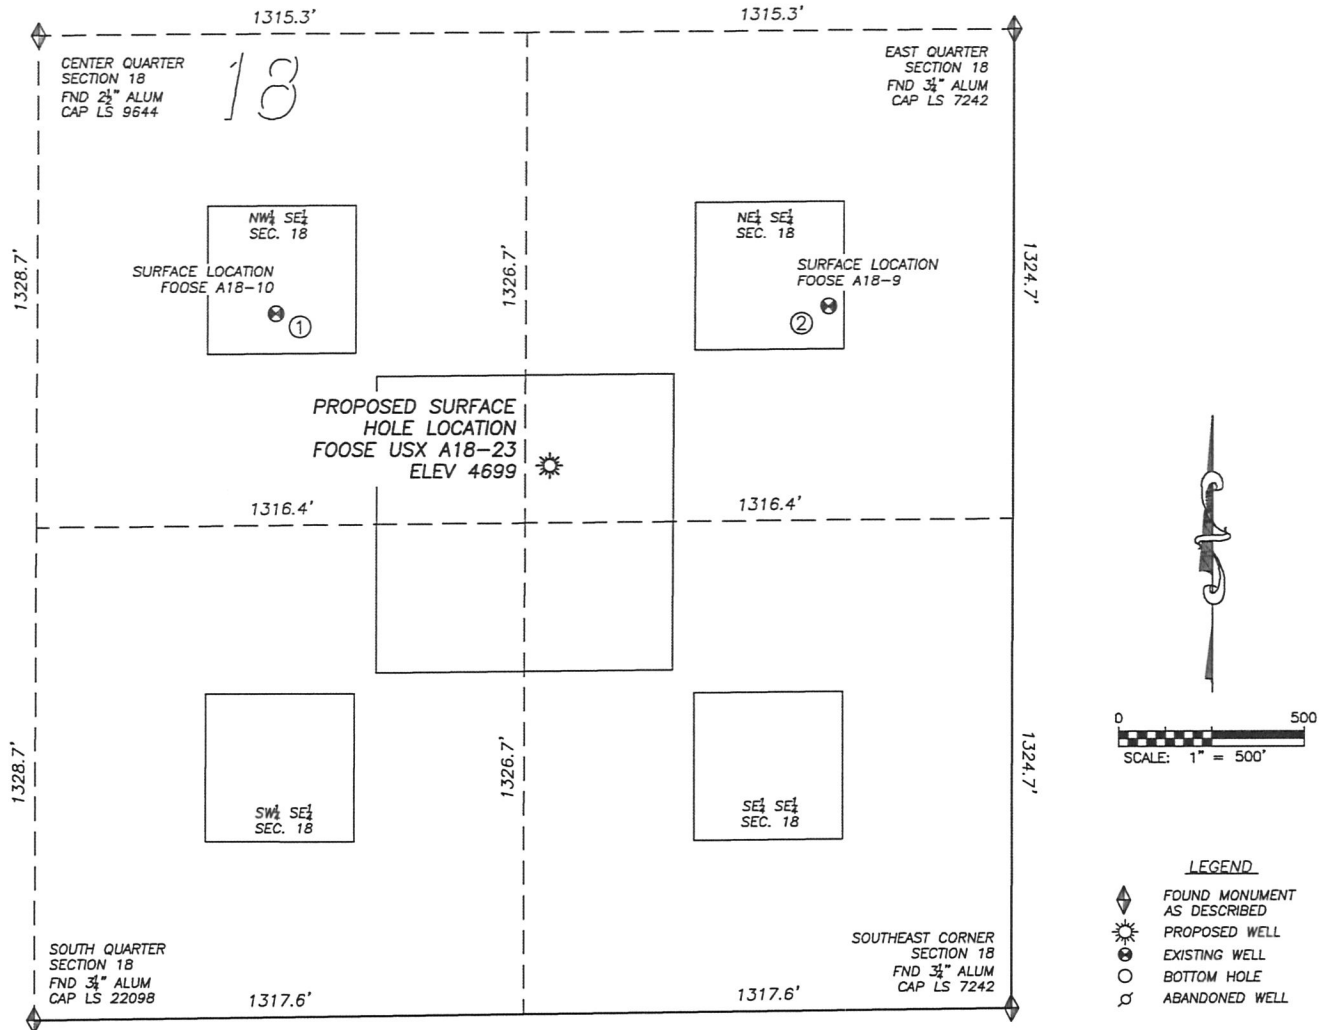 1315.3' 1315.3'
CENTER QUARTER
SECTION 18
FND 2½" ALUM
CAP LS 9644
18
EAST QUARTER
SECTION 18
FND 3¼" ALUM
CAP LS 7242
NW¼ SE¼
SEC. 18
NE¼ SE¼
SEC. 18
1328.7'
1326.7'
1324.7'
SURFACE LOCATION
FOOSE A18-10
1
SURFACE LOCATION
FOOSE A18-9
2
PROPOSED SURFACE
HOLE LOCATION
FOOSE USX A18-23
ELEV 4699
1316.4' 1316.4'
0 500
SCALE: 1" = 500'
1328.7'
1326.7'
1324.7'
SW¼ SE¼
SEC. 18
SE¼ SE¼
SEC. 18
LEGEND
FOUND MONUMENT
AS DESCRIBED
PROPOSED WELL
EXISTING WELL
BOTTOM HOLE
ABANDONED WELL
SOUTH QUARTER
SECTION 18
FND 3¼" ALUM
CAP LS 22098
SOUTHEAST CORNER
SECTION 18
FND 3¼" ALUM
CAP LS 7242
1317.6' 1317.6'